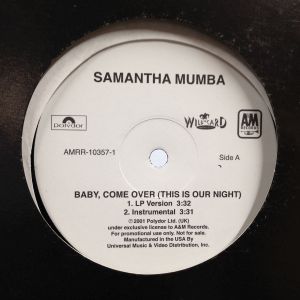 SAMANTHA MUMBA
Polydor
WILDCARD
A&M
RECORDS
AMRR-10357-1
Side A
BABY, COME OVER (THIS IS OUR NIGHT)
1. LP Version 3:32
2. Instrumental 3:31
℗2001 Polydor Ltd. (UK)
under exclusive license to A&M Records.
For promotional use only. Not for sale.
Manufactured in the USA By
Universal Music & Video Distribution, Inc.